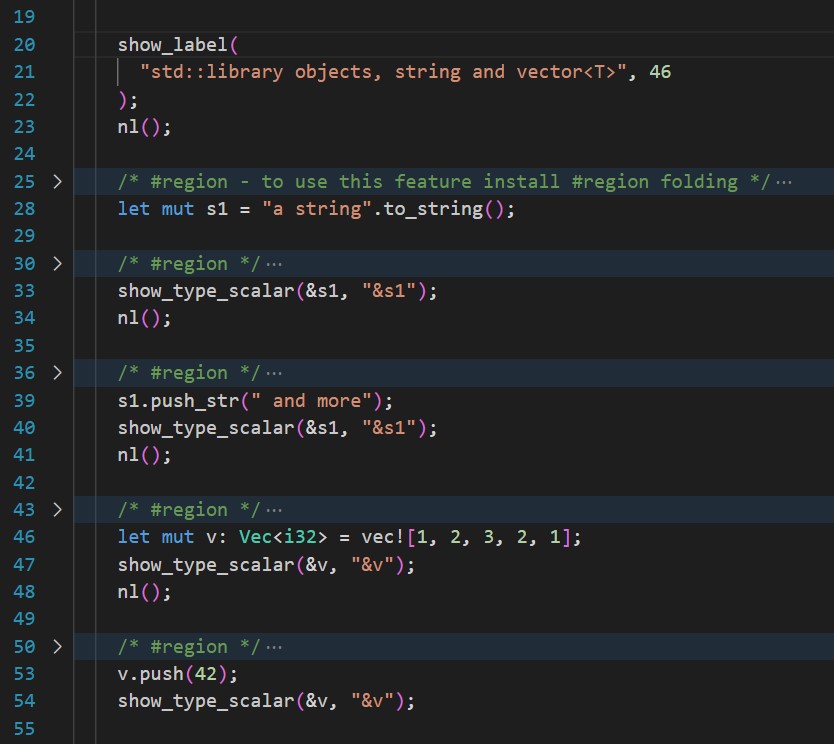 19
20 show_label(
21 "std::library objects, string and vector<T>", 46
22 );
23 nl();
24
25 > /* #region - to use this feature install #region folding */ ···
28 let mut s1 = "a string".to_string();
29
30 > /* #region */ ···
33 show_type_scalar(&s1, "&s1");
34 nl();
35
36 > /* #region */ ···
39 s1.push_str(" and more");
40 show_type_scalar(&s1, "&s1");
41 nl();
42
43 > /* #region */ ···
46 let mut v: Vec<i32> = vec![1, 2, 3, 2, 1];
47 show_type_scalar(&v, "&v");
48 nl();
49
50 > /* #region */ ···
53 v.push(42);
54 show_type_scalar(&v, "&v");
55